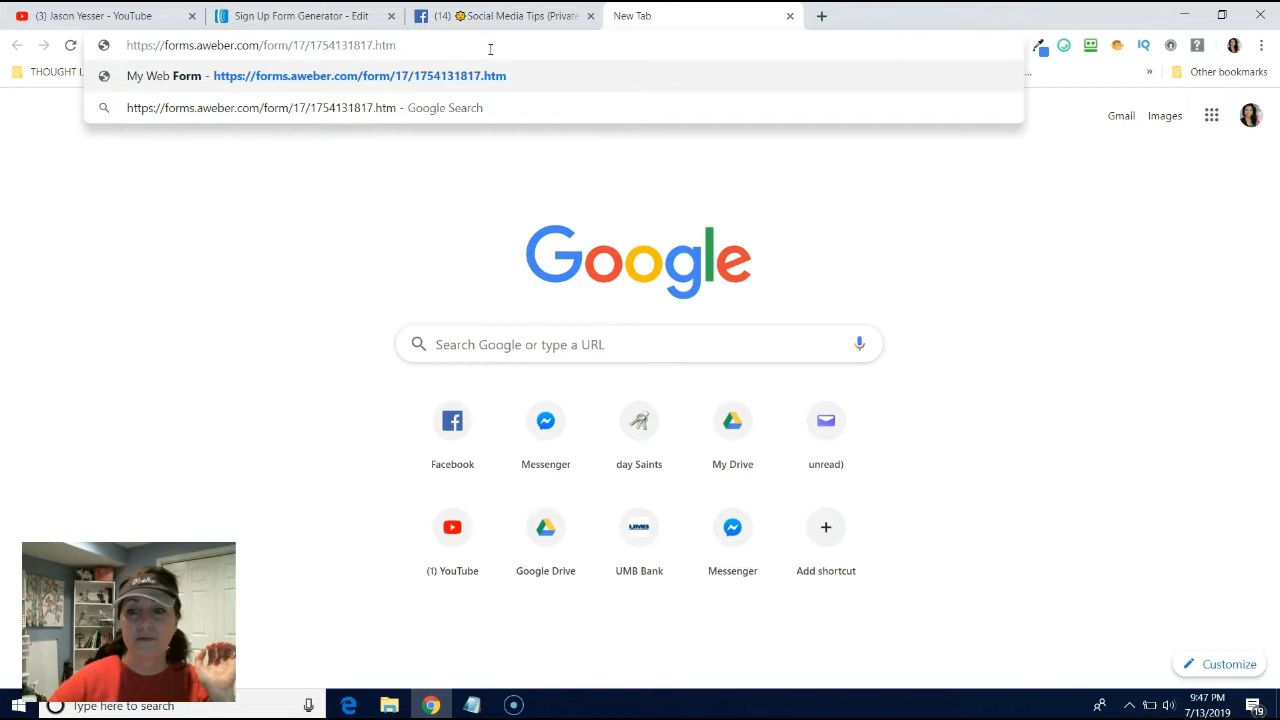 (3) Jason Yesser - YouTube
Sign Up Form Generator - Edit
(14) Social Media Tips (Private
New Tab
https://forms.aweber.com/form/17/1754131817.htm
IQ
My Web Form - https://forms.aweber.com/form/17/1754131817.htm
THOUGHT L
...
»
Other bookmarks
https://forms.aweber.com/form/17/1754131817.htm - Google Search
Gmail
Images
Google
Search Google or type a URL
Facebook
Messenger
day Saints
My Drive
unread)
UMB
(1) YouTube
Google Drive
UMB Bank
Messenger
Add shortcut
Customize
Type here to search
9:47 PM
7/13/2019
19